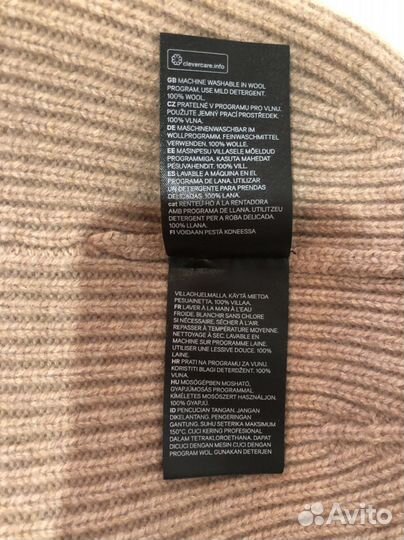 clevercare.info
GB MACHINE WASHABLE IN WOOL
PROGRAM. USE MILD DETERGENT.
100% WOOL.
CZ PRATELNÉ V PROGRAMU PRO VLNU.
POUŽIJTE JEMNÝ PRACÍ PROSTŘEDEK.
100% VLNA.
DE MASCHINENWASCHBAR IM
WOLLPROGRAMM. FEINWASCHMITTEL
VERWENDEN. 100% WOLLE.
EE MASINPESU VILLASELE MÕELDUD
PROGRAMMIGA. KASUTA MAHEDAT
PESUVAHENDIT. 100% VILL.
ES LAVABLE A MÁQUINA EN EL
PROGRAMA DE LANA. UTILIZAR
UN DETERGENTE PARA PRENDAS
DELICADAS. 100% LANA.
cat RENTEU-HO A LA RENTADORA
AMB PROGRAMA DE LLANA. UTILITZEU
DETERGENT PER A ROBA DELICADA.
100% LLANA.
FI VOIDAAN PESTÄ KONEESSA
VILLAOHJELMALLA. KÄYTÄ MIETOA
PESUAINETTA. 100% VILLAA.
FR LAVER À LA MAIN À L'EAU
FROIDE. BLANCHIR SANS CHLORE
SI NÉCESSAIRE. SÉCHER À L'AIR.
REPASSER À TEMPÉRATURE MOYENNE.
NETTOYAGE À SEC. LAVABLE EN
MACHINE SUR PROGRAMME LAINE.
UTILISER UNE LESSIVE DOUCE. 100%
LAINE.
HR PRATI NA PROGRAMU ZA VUNU.
KORISTITI BLAGI DETERDŽENT. 100%
VUNA.
HU MOSÓGÉPBEN MOSHATÓ,
GYAPJÚMOSÁS PROGRAMMAL.
KÍMÉLETES MOSÓSZERT HASZNÁLJON.
100% GYAPJÚ.
ID PENCUCIAN TANGAN. JANGAN
DIKELANTANG. PENGERINGAN
GANTUNG. SUHU SETERIKA MAKSIMUM
150°C. CUCI KERING PROFESIONAL
DALAM TETRAKLOROETHANA. DAPAT
DICUCI DENGAN MESIN CUCI DENGAN
PROGRAM WOL. GUNAKAN DETERJEN
Avito